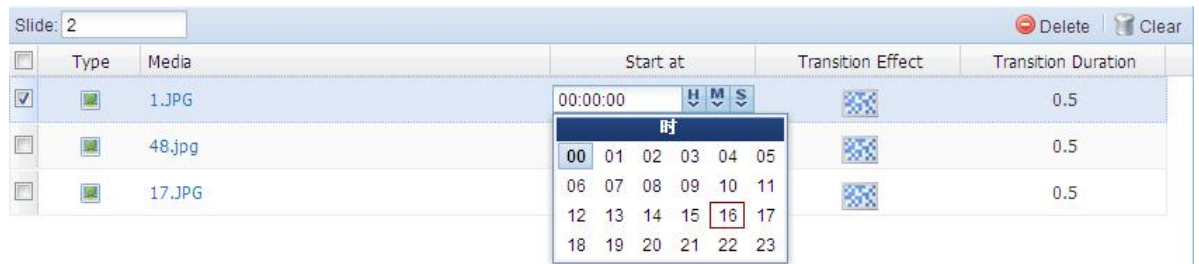 Slide: 2 Delete Clear
Type Media Start at Transition Effect Transition Duration
1.JPG 00:00:00 H M S 0.5
时
48.jpg 0.5
00 01 02 03 04 05
06 07 08 09 10 11
17.JPG 0.5
12 13 14 15 16 17
18 19 20 21 22 23